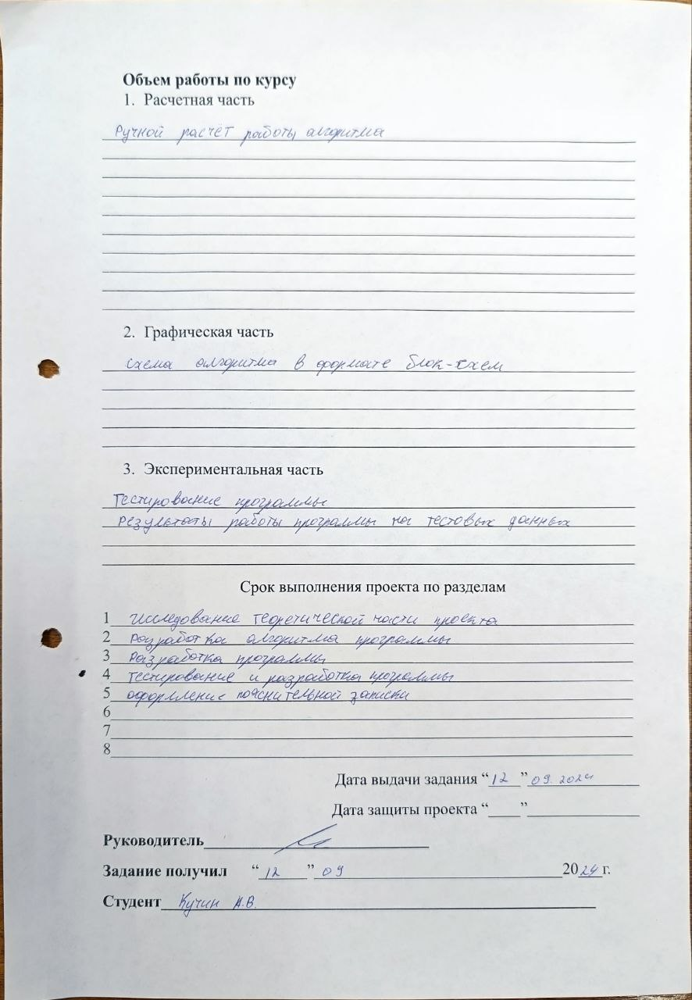 Объем работы по курсу
1. Расчетная часть
Ручной расчёт работы алгоритма
2. Графическая часть
схема алгоритма в формате блок-схем
3. Экспериментальная часть
Тестирование программы
Результаты работы программы на тестовых данных
Срок выполнения проекта по разделам
1 Исследование теоретической части проекта
2 Разработка алгоритма программы
3 Разработка программы
4 Тестирование и разработка программы
5 оформление пояснительной записки
6
7
8
Дата выдачи задания “12” 09. 2024
Дата защиты проекта “ ”
Руководитель
Задание получил “12” 09 2024 г.
Студент Кучин А.В.